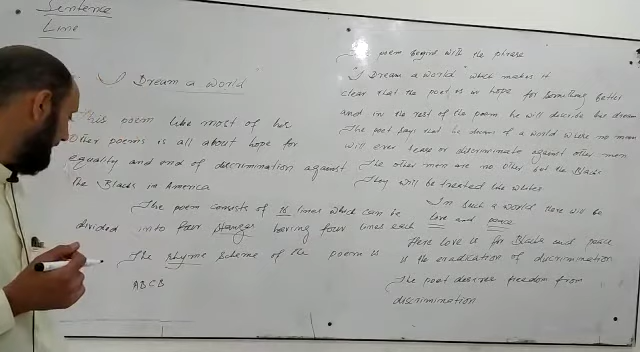 Sentence
Line
I Dream a World
This poem like most of her
Other poems is all about hope for
equality and end of discrimination against
the Blacks in America
The poem consists of 16 lines which can be
divided into four stanzas having four lines each
The rhyme scheme of the poem is
ABCB
poem begins with the phrase
"I Dream a World" which makes it
clear that the poet is in hope for something better
and in the rest of the poem he will describe her dream
The poet says that he dreams of a world where no man
will ever tease or discriminate against other men
The other men are no other but the Blacks
They will be treated like whites
In such a world there will be
love and peace
Here love is for Blacks and peace
is the eradication of discrimination
The poet desires freedom from
discrimination